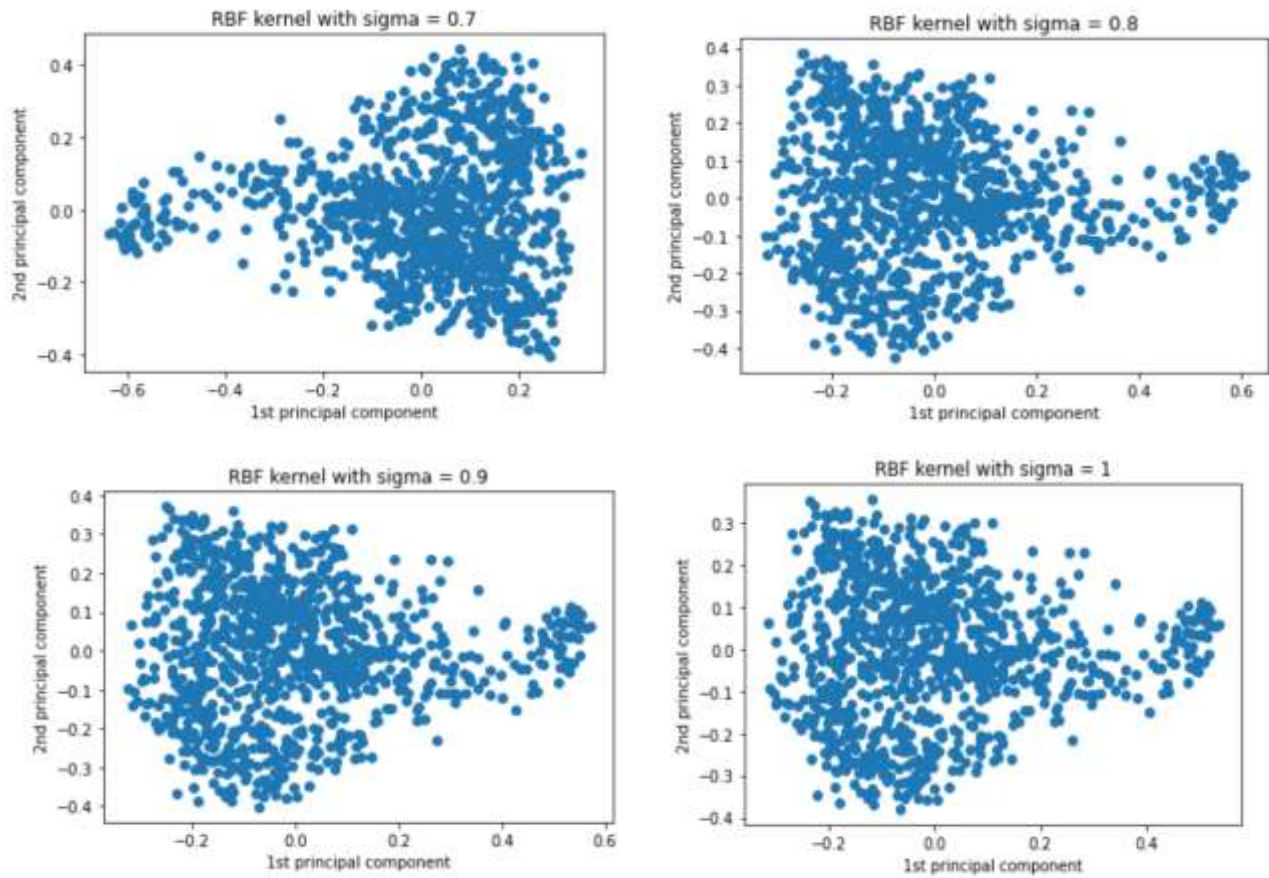 RBF kernel with sigma = 0.7
0.4
0.2
0.0
−0.2
−0.4
2nd principal component
−0.6 −0.4 −0.2 0.0 0.2
1st principal component
RBF kernel with sigma = 0.8
0.4
0.3
0.2
0.1
0.0
−0.1
−0.2
−0.3
−0.4
2nd principal component
−0.2 0.0 0.2 0.4 0.6
1st principal component
RBF kernel with sigma = 0.9
0.4
0.3
0.2
0.1
0.0
−0.1
−0.2
−0.3
−0.4
2nd principal component
−0.2 0.0 0.2 0.4 0.6
1st principal component
RBF kernel with sigma = 1
0.3
0.2
0.1
0.0
−0.1
−0.2
−0.3
−0.4
2nd principal component
−0.2 0.0 0.2 0.4
1st principal component